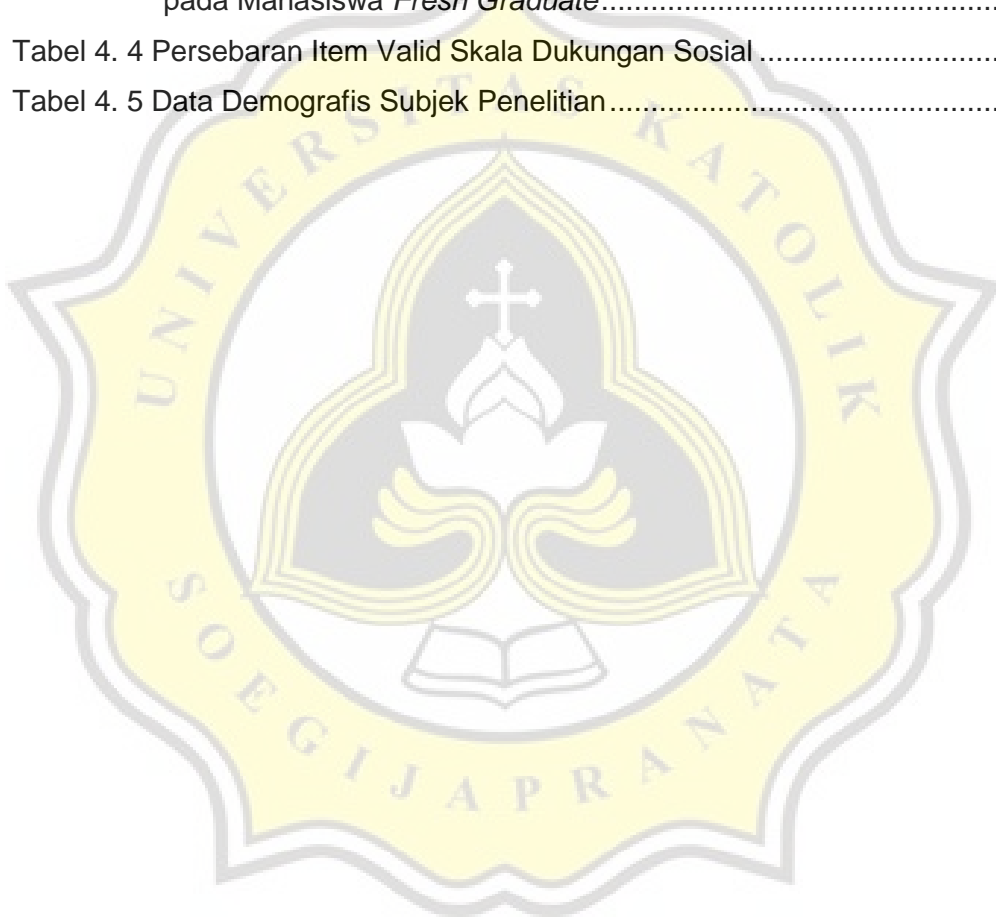 pada Mahasiswa Fresh Graduate.............................................
Tabel 4. 4 Persebaran Item Valid Skala Dukungan Sosial.............................
Tabel 4. 5 Data Demografis Subjek Penelitian...............................................
UNIVERSITAS KATOLIK
SOEGIJAPRANATA